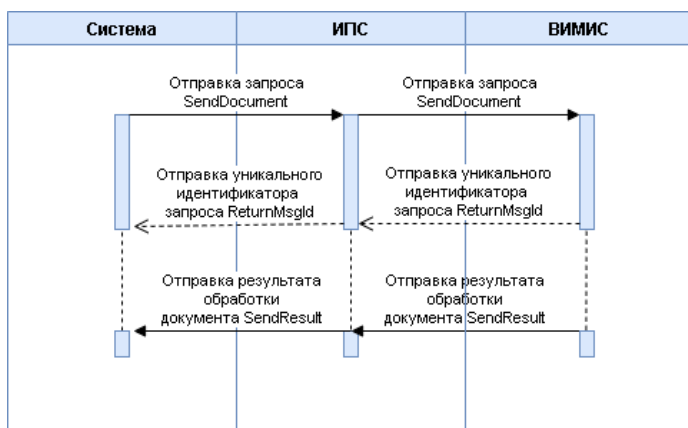 Система
ИПС
ВИМИС
Отправка запроса
SendDocument
Отправка запроса
SendDocument
Отправка уникального
идентификатора
запроса ReturnMsgId
Отправка уникального
идентификатора
запроса ReturnMsgId
Отправка результата
обработки
документа SendResult
Отправка результата
обработки
документа SendResult